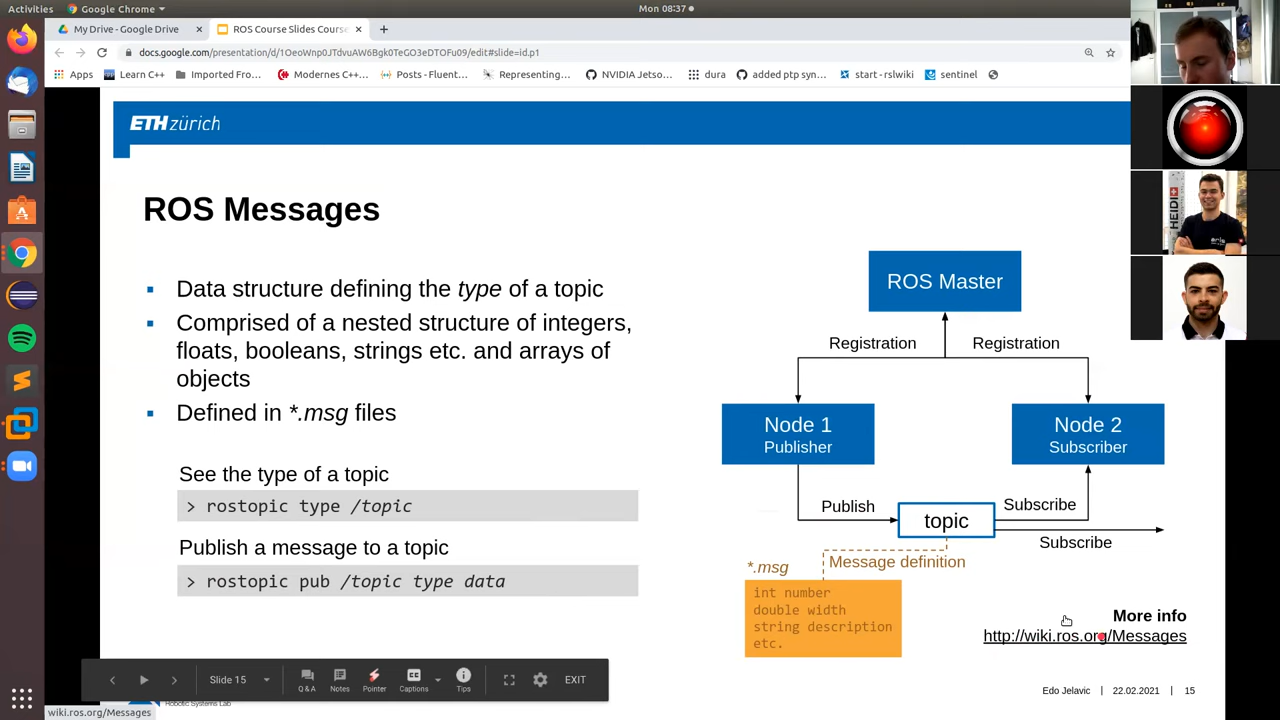 Activities
Google Chrome
Mon 08:37
My Drive - Google Drive
ROS Course Slides Course
docs.google.com/presentation/d/1OeoWnp0JTdvuAW6Bgk0TeGO3eDTOFu09/edit#slide=id.p1
Apps
Learn C++
Imported Fro...
Modernes C++...
Posts - Fluent...
Representing...
NVIDIA Jetso...
dura
added ptp syn...
start - rslwiki
sentinel
ETH zürich
ROS Messages
Data structure defining the type of a topic
Comprised of a nested structure of integers,
floats, booleans, strings etc. and arrays of
objects
Defined in *.msg files
See the type of a topic
> rostopic type /topic
Publish a message to a topic
> rostopic pub /topic type data
ROS Master
Registration
Registration
Node 1
Publisher
Node 2
Subscriber
Publish
topic
Subscribe
Subscribe
Message definition
*.msg
int number
double width
string description
etc.
More info
http://wiki.ros.org/Messages
Slide 15
Q & A
Notes
Pointer
Captions
Tips
EXIT
Edo Jelavic | 22.02.2021 | 15
Robotic Systems Lab
wiki.ros.org/Messages
HEIDI